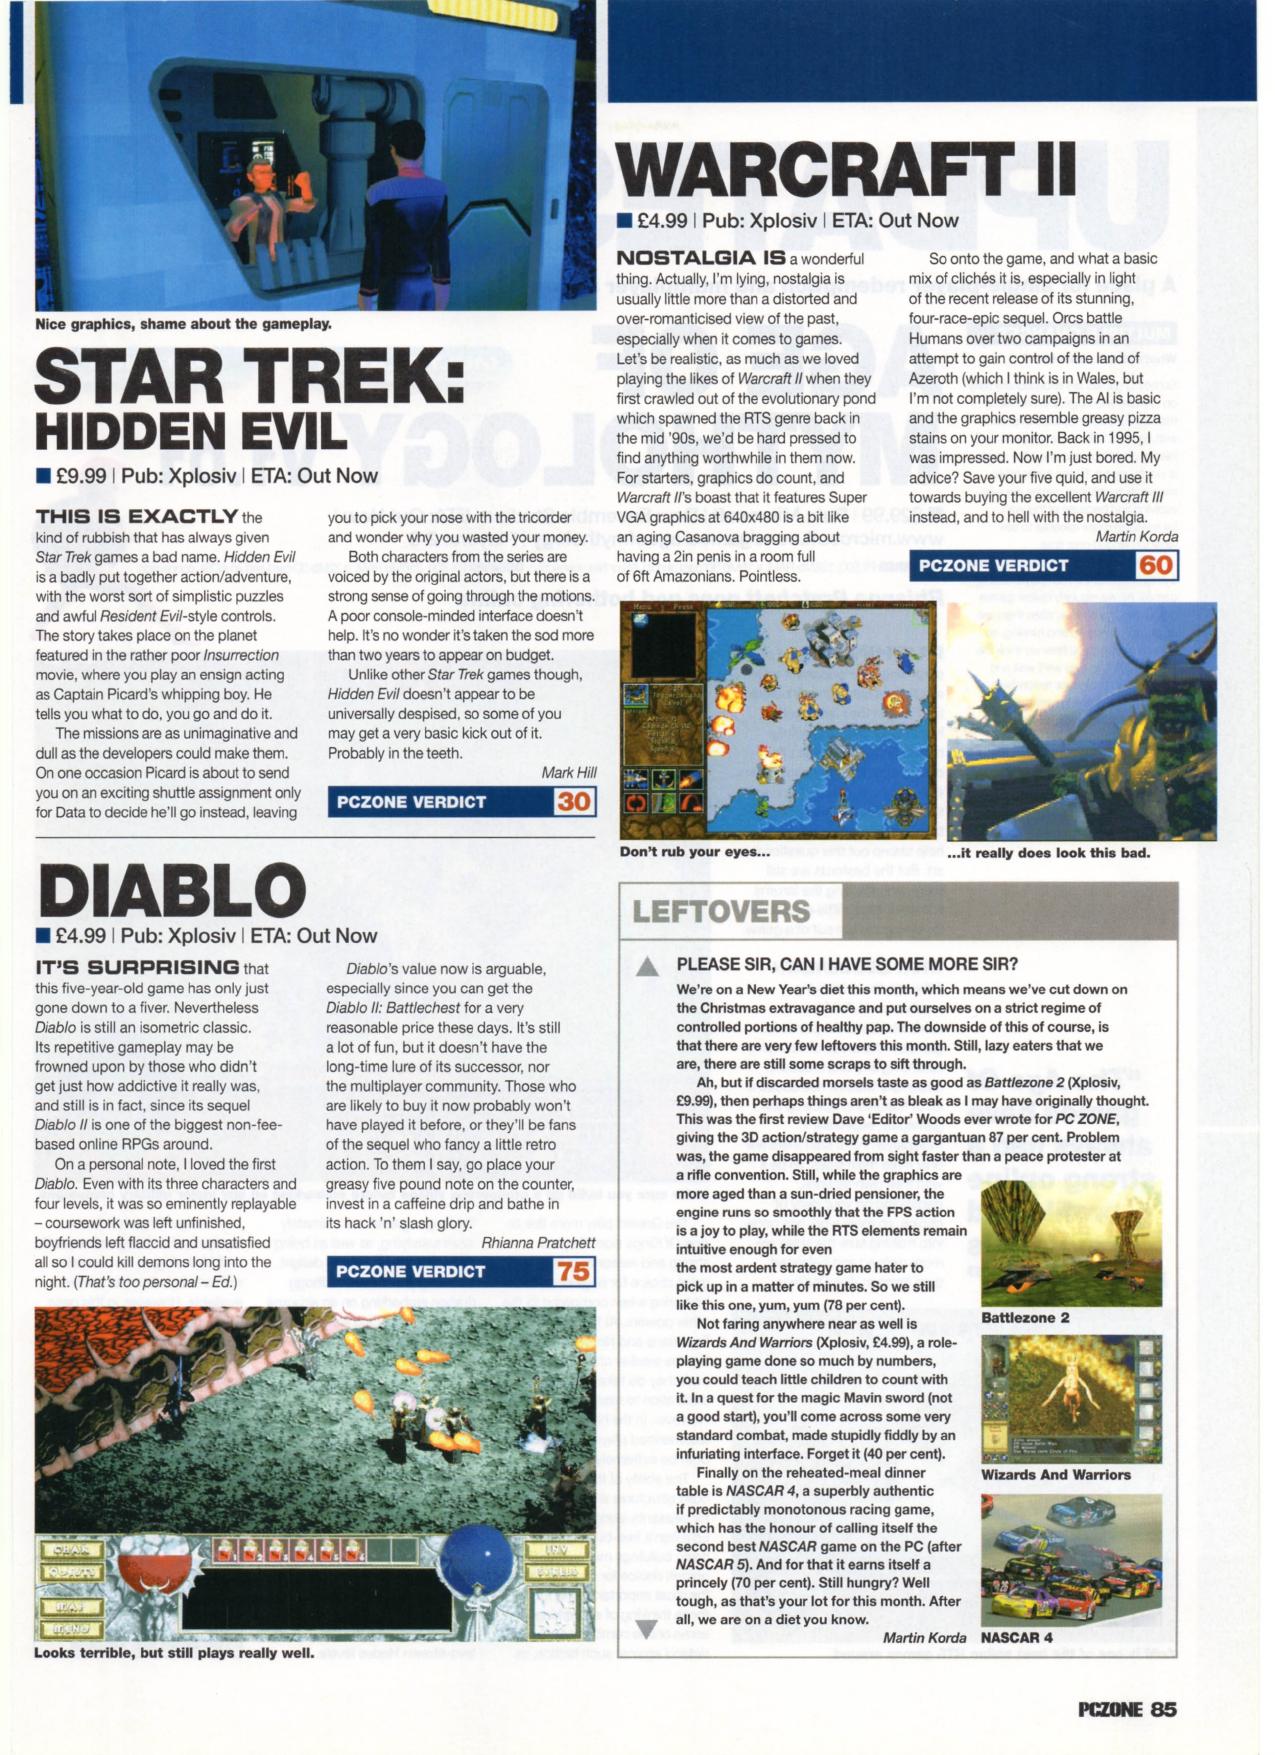 Nice graphics, shame about the gameplay.
STAR TREK:
HIDDEN EVIL
£9.99 | Pub: Xplosiv | ETA: Out Now
THIS IS EXACTLY the
kind of rubbish that has always given
Star Trek games a bad name. Hidden Evil
is a badly put together action/adventure,
with the worst sort of simplistic puzzles
and awful Resident Evil-style controls.
The story takes place on the planet
featured in the rather poor Insurrection
movie, where you play an ensign acting
as Captain Picard's whipping boy. He
tells you what to do, you go and do it.
The missions are as unimaginative and
dull as the developers could make them.
On one occasion Picard is about to send
you on an exciting shuttle assignment only
for Data to decide he'll go instead, leaving
you to pick your nose with the tricorder
and wonder why you wasted your money.
Both characters from the series are
voiced by the original actors, but there is a
strong sense of going through the motions.
A poor console-minded interface doesn't
help. It's no wonder it's taken the sod more
than two years to appear on budget.
Unlike other Star Trek games though,
Hidden Evil doesn't appear to be
universally despised, so some of you
may get a very basic kick out of it.
Probably in the teeth.
Mark Hill
PCZONE VERDICT 30
DIABLO
£4.99 | Pub: Xplosiv | ETA: Out Now
IT'S SURPRISING that
this five-year-old game has only just
gone down to a fiver. Nevertheless
Diablo is still an isometric classic.
Its repetitive gameplay may be
frowned upon by those who didn't
get just how addictive it really was,
and still is in fact, since its sequel
Diablo II is one of the biggest non-fee-
based online RPGs around.
On a personal note, I loved the first
Diablo. Even with its three characters and
four levels, it was so eminently replayable
– coursework was left unfinished,
boyfriends left flaccid and unsatisfied
all so I could kill demons long into the
night. (That's too personal – Ed.)
Diablo's value now is arguable,
especially since you can get the
Diablo II: Battlechest for a very
reasonable price these days. It's still
a lot of fun, but it doesn't have the
long-time lure of its successor, nor
the multiplayer community. Those who
are likely to buy it now probably won't
have played it before, or they'll be fans
of the sequel who fancy a little retro
action. To them I say, go place your
greasy five pound note on the counter,
invest in a caffeine drip and bathe in
its hack 'n' slash glory.
Rhianna Pratchett
PCZONE VERDICT 75
CHAR
QUESTS
MAP
MENU
INV
SPELLS
Looks terrible, but still plays really well.
WARCRAFT II
£4.99 | Pub: Xplosiv | ETA: Out Now
NOSTALGIA IS a wonderful
thing. Actually, I'm lying, nostalgia is
usually little more than a distorted and
over-romanticised view of the past,
especially when it comes to games.
Let's be realistic, as much as we loved
playing the likes of Warcraft II when they
first crawled out of the evolutionary pond
which spawned the RTS genre back in
the mid '90s, we'd be hard pressed to
find anything worthwhile in them now.
For starters, graphics do count, and
Warcraft II's boast that it features Super
VGA graphics at 640x480 is a bit like
an aging Casanova bragging about
having a 2in penis in a room full
of 6ft Amazonians. Pointless.
So onto the game, and what a basic
mix of clichés it is, especially in light
of the recent release of its stunning,
four-race-epic sequel. Orcs battle
Humans over two campaigns in an
attempt to gain control of the land of
Azeroth (which I think is in Wales, but
I'm not completely sure). The AI is basic
and the graphics resemble greasy pizza
stains on your monitor. Back in 1995, I
was impressed. Now I'm just bored. My
advice? Save your five quid, and use it
towards buying the excellent Warcraft III
instead, and to hell with the nostalgia.
Martin Korda
PCZONE VERDICT 60
Don't rub your eyes...
...it really does look this bad.
LEFTOVERS
PLEASE SIR, CAN I HAVE SOME MORE SIR?
We're on a New Year's diet this month, which means we've cut down on
the Christmas extravagance and put ourselves on a strict regime of
controlled portions of healthy pap. The downside of this of course, is
that there are very few leftovers this month. Still, lazy eaters that we
are, there are still some scraps to sift through.
Ah, but if discarded morsels taste as good as Battlezone 2 (Xplosiv,
£9.99), then perhaps things aren't as bleak as I may have originally thought.
This was the first review Dave 'Editor' Woods ever wrote for PC ZONE,
giving the 3D action/strategy game a gargantuan 87 per cent. Problem
was, the game disappeared from sight faster than a peace protester at
a rifle convention. Still, while the graphics are
more aged than a sun-dried pensioner, the
engine runs so smoothly that the FPS action
is a joy to play, while the RTS elements remain
intuitive enough for even
the most ardent strategy game hater to
pick up in a matter of minutes. So we still
like this one, yum, yum (78 per cent).
Not faring anywhere near as well is
Wizards And Warriors (Xplosiv, £4.99), a role-
playing game done so much by numbers,
you could teach little children to count with
it. In a quest for the magic Mavin sword (not
a good start), you'll come across some very
standard combat, made stupidly fiddly by an
infuriating interface. Forget it (40 per cent).
Finally on the reheated-meal dinner
table is NASCAR 4, a superbly authentic
if predictably monotonous racing game,
which has the honour of calling itself the
second best NASCAR game on the PC (after
NASCAR 5). And for that it earns itself a
princely (70 per cent). Still hungry? Well
tough, as that's your lot for this month. After
all, we are on a diet you know.
Martin Korda
Battlezone 2
Wizards And Warriors
NASCAR 4
PCZONE 85